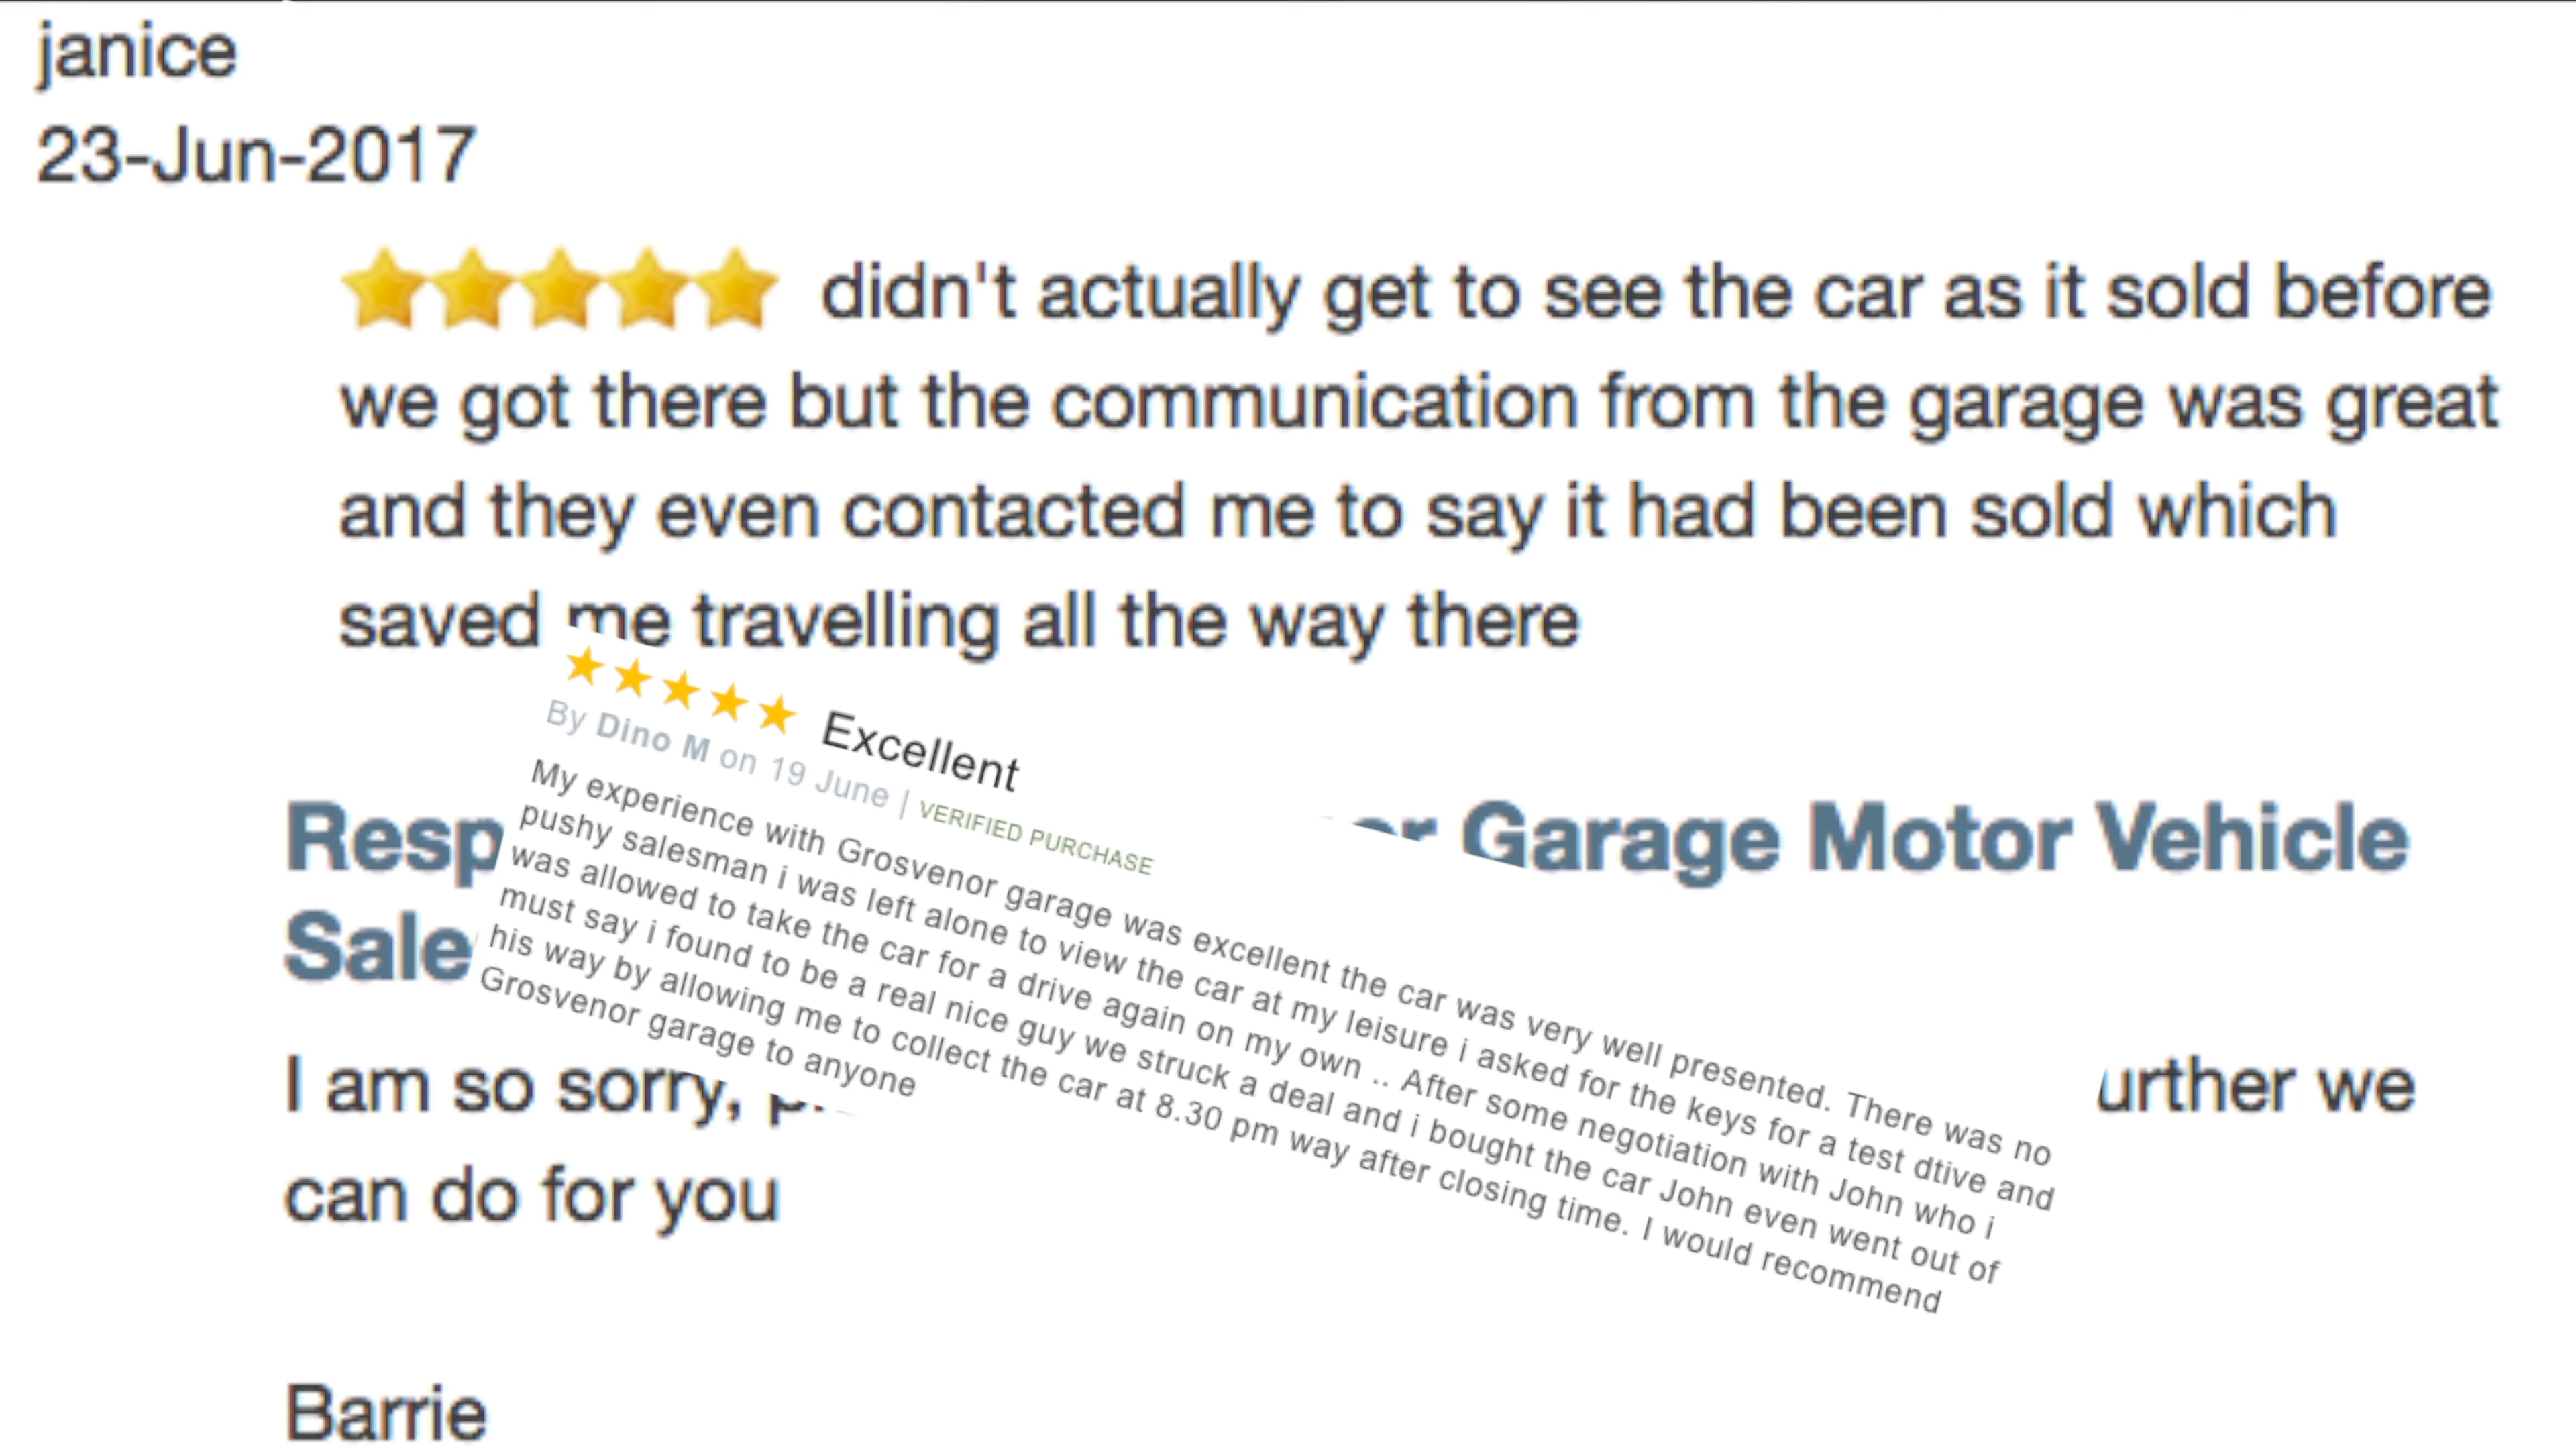 janice
23-Jun-2017
didn't actually get to see the car as it sold before
we got there but the communication from the garage was great
and they even contacted me to say it had been sold which
saved me travelling all the way there
Excellent
By Dino M on 19 June | VERIFIED PURCHASE
My experience with Grosvenor garage was excellent the car was very well presented. There was no
pushy salesman i was left alone to view the car at my leisure i asked for the keys for a test dtive and
was allowed to take the car for a drive again on my own .. After some negotiation with John who i
must say i found to be a real nice guy we struck a deal and i bought the car John even went out of
his way by allowing me to collect the car at 8.30 pm way after closing time. I would recommend
Grosvenor garage to anyone
Garage Motor Vehicle
I am so sorry, we
can do for you
Barrie